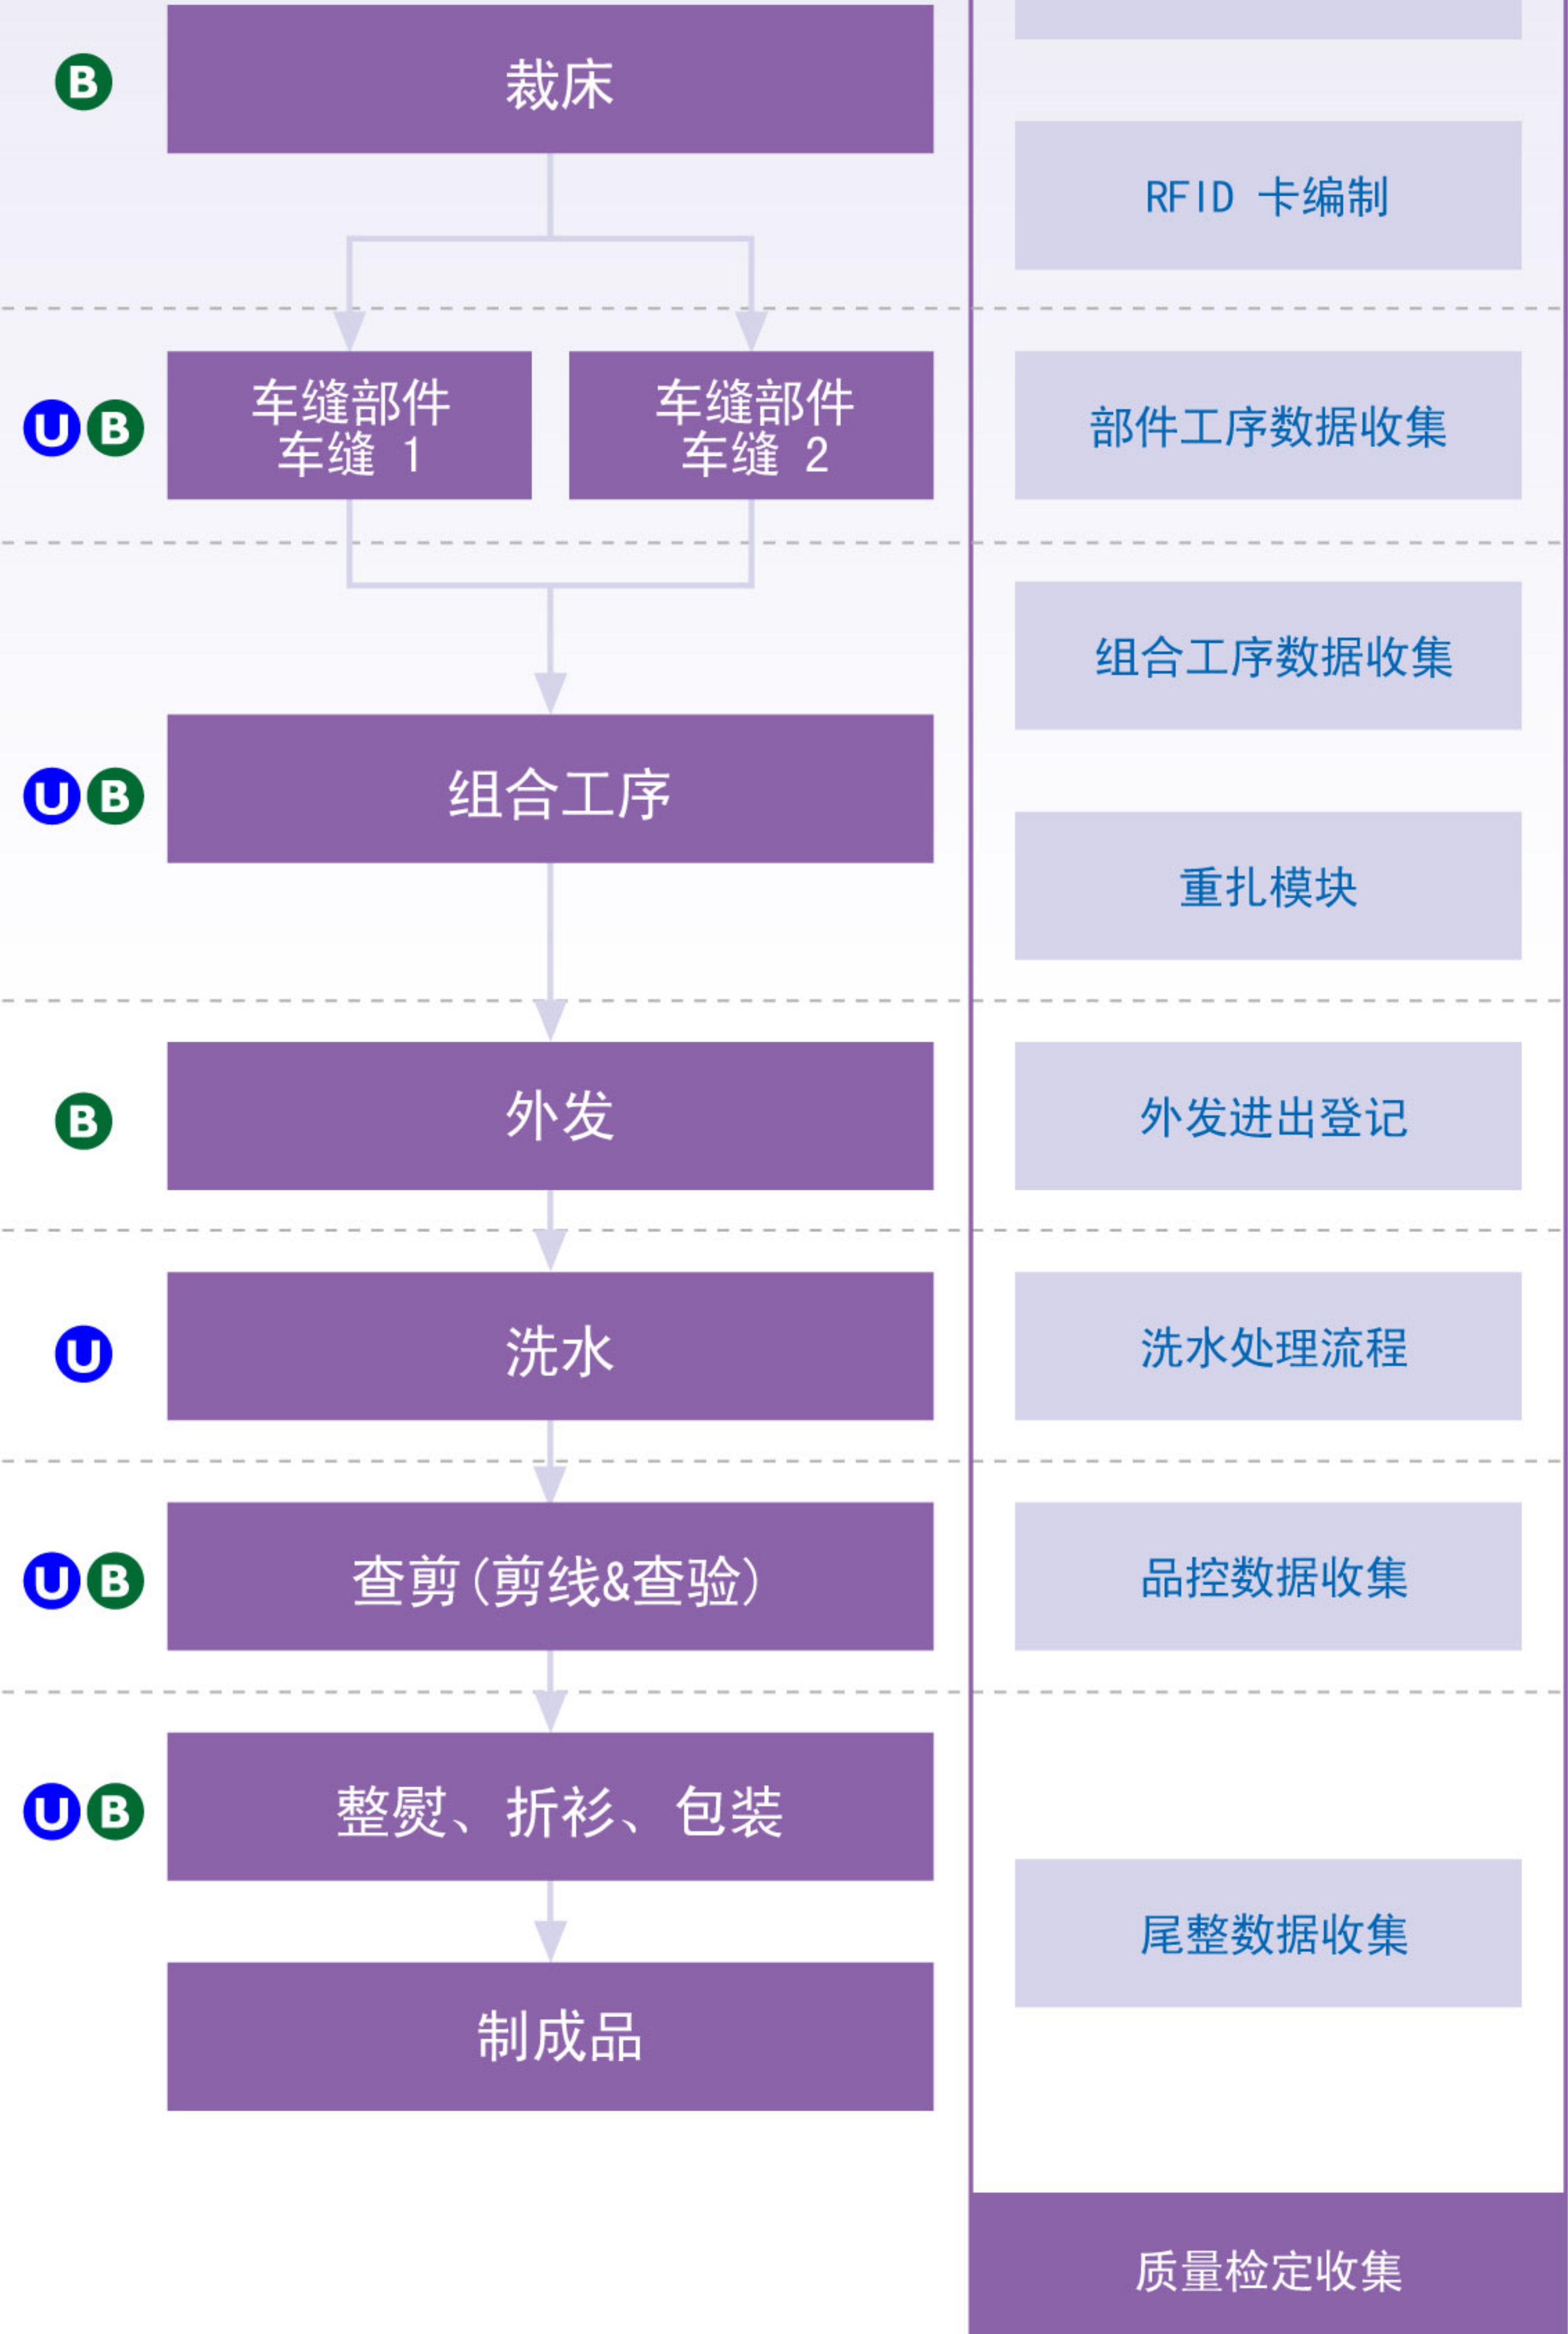 B
裁床
RFID 卡编制
U B
车缝部件
车缝 1
车缝部件
车缝 2
部件工序数据收集
组合工序数据收集
U B
组合工序
重扎模块
B
外发
外发进出登记
U
洗水
洗水处理流程
U B
查剪(剪线&查验)
品控数据收集
U B
整熨、折衫、包装
尾整数据收集
制成品
质量检定收集